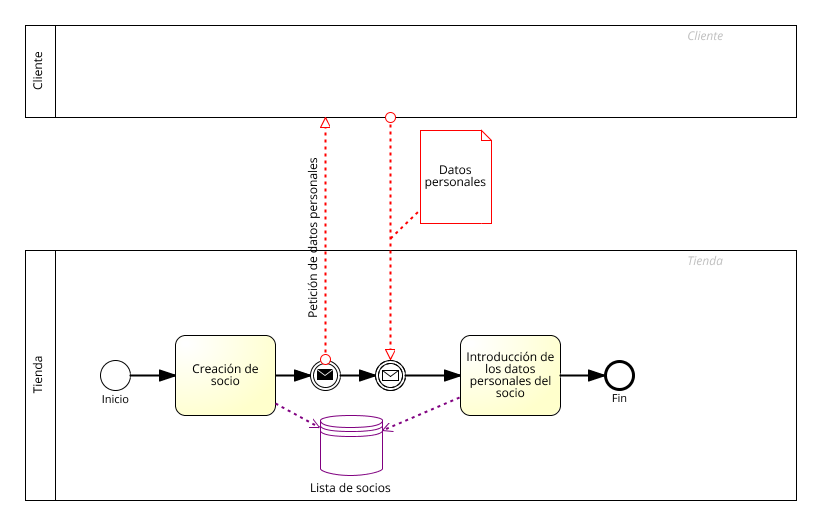 Cliente
Cliente
Petición de datos personales
Datos
personales
Tienda
Tienda
Inicio
Creación de
socio
Introducción de
los datos
personales del
socio
Fin
Lista de socios